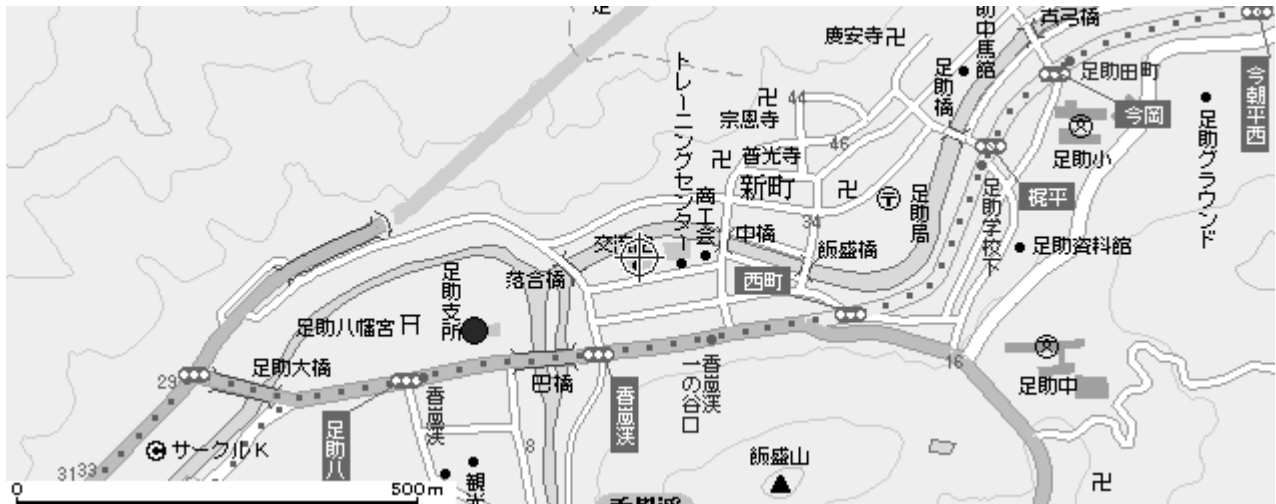 足助中馬館
古弓橋
慶安寺
足助橋
足助田町
今朝平西
トレーニングセンター
44
宗恩寺
今岡
足助小
足助グラウンド
46
普光寺
新町
梶平
商工会
34
足助局
足助学校下
足助資料館
中橋
飯盛橋
落合橋
西町
足助支所
足助八幡宮
足助大橋
29
16
足助中
巴橋
香嵐渓
一の谷口
香嵐渓
香嵐渓
足助八
サークルK
8
31
33
飯盛山
観光
0
500m